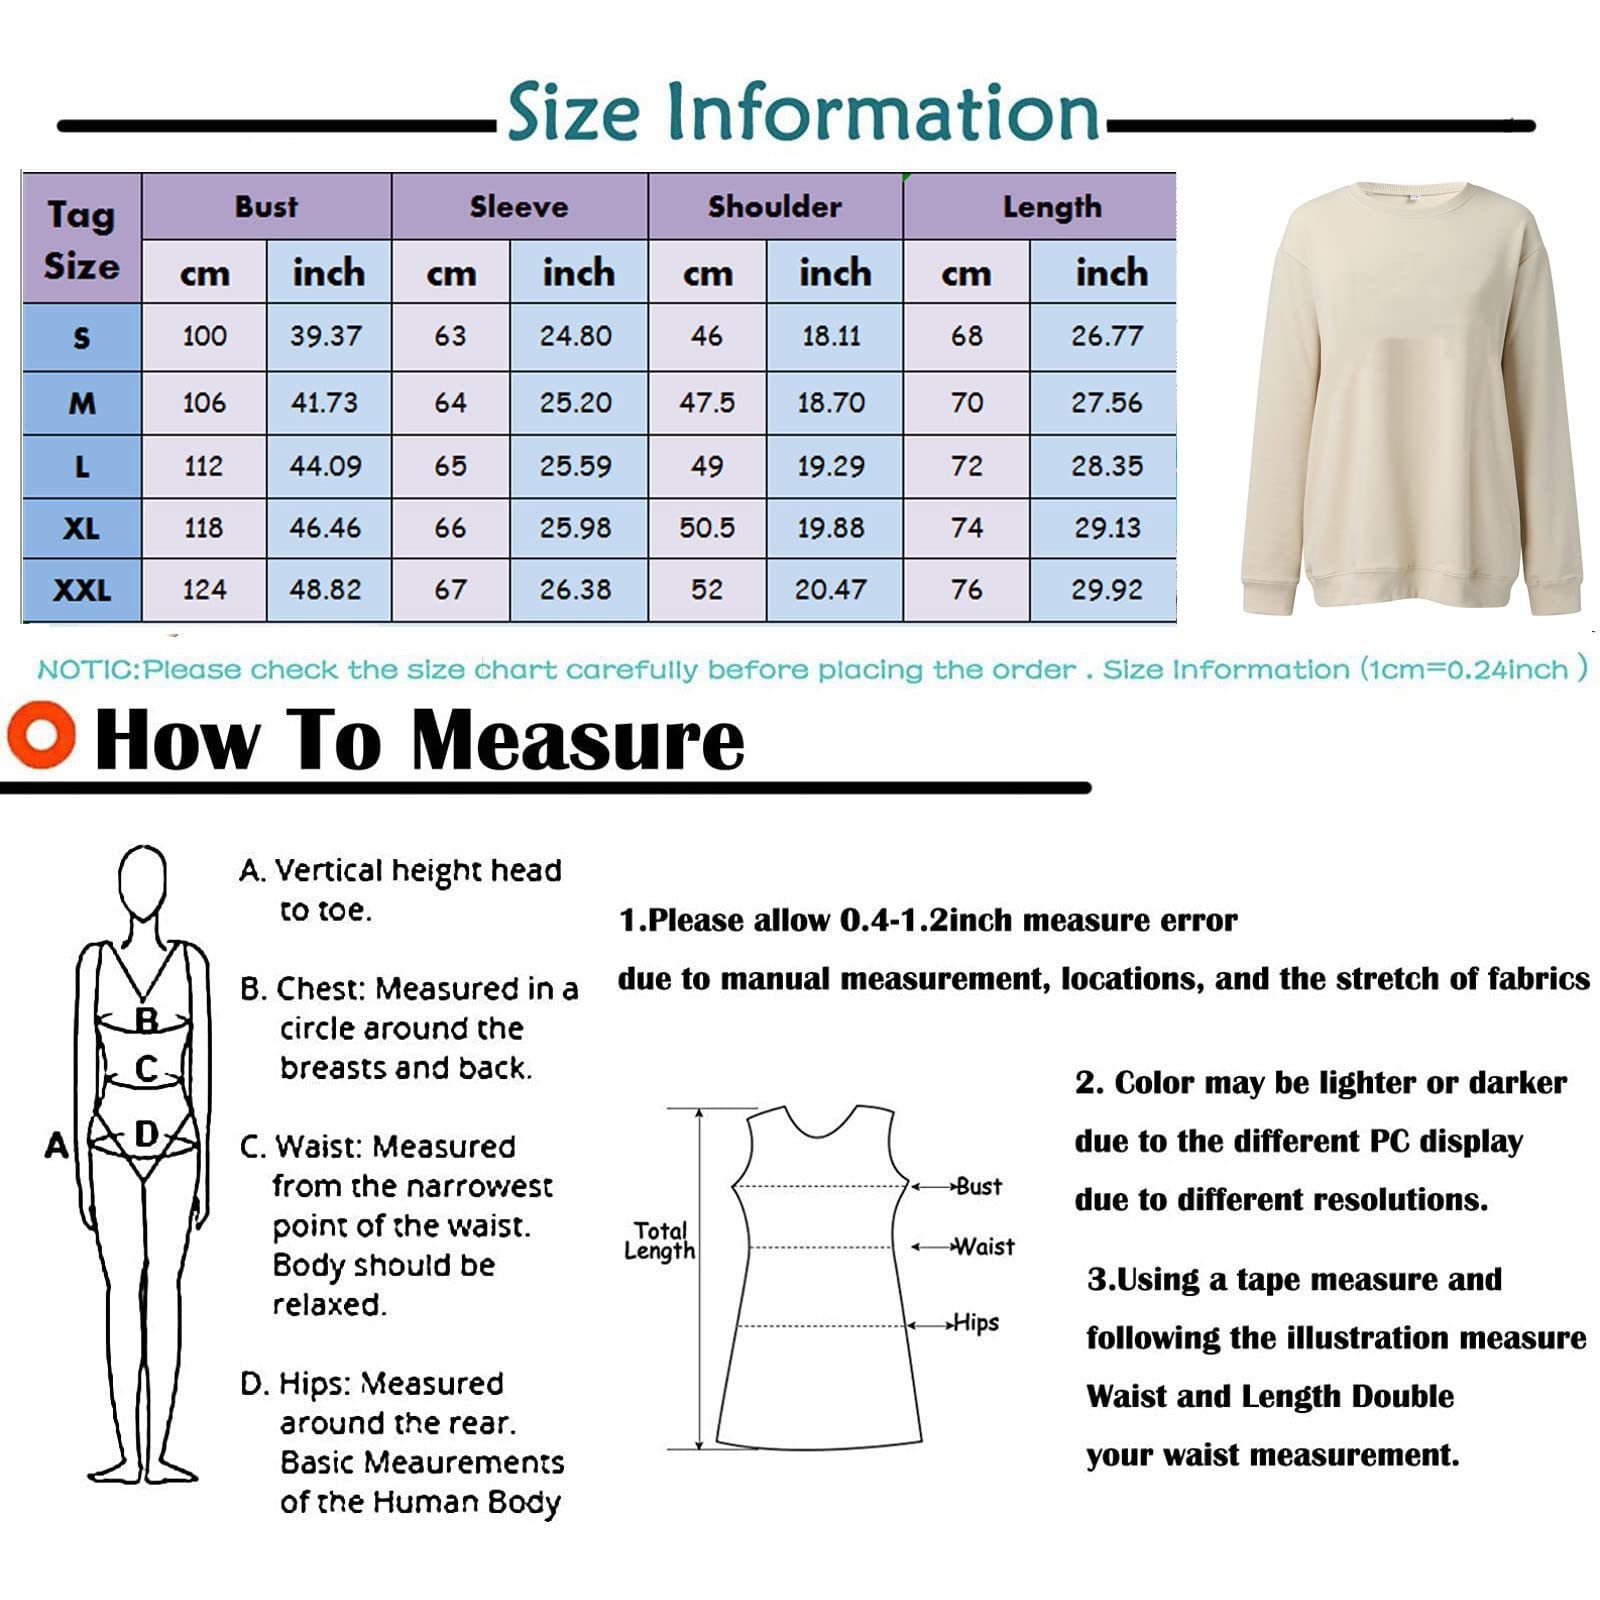 Size Information
Tag Size Bust Sleeve Shoulder Length
cm inch cm inch cm inch cm inch
S 100 39.37 63 24.80 46 18.11 68 26.77
M 106 41.73 64 25.20 47.5 18.70 70 27.56
L 112 44.09 65 25.59 49 19.29 72 28.35
XL 118 46.46 66 25.98 50.5 19.88 74 29.13
XXL 124 48.82 67 26.38 52 20.47 76 29.92
NOTIC:Please check the size chart carefully before placing the order . Size Information (1cm=0.24inch )
How To Measure
A
B
C
D
A. Vertical height head
to toe.
B. Chest: Measured in a
circle around the
breasts and back.
C. Waist: Measured
from the narrowest
point of the waist.
Body should be
relaxed.
D. Hips: Measured
around the rear.
Basic Meaurements
of the Human Body
1.Please allow 0.4-1.2inch measure error
due to manual measurement, locations, and the stretch of fabrics
Total
Length
Bust
Waist
Hips
2. Color may be lighter or darker
due to the different PC display
due to different resolutions.
3.Using a tape measure and
following the illustration measure
Waist and Length Double
your waist measurement.